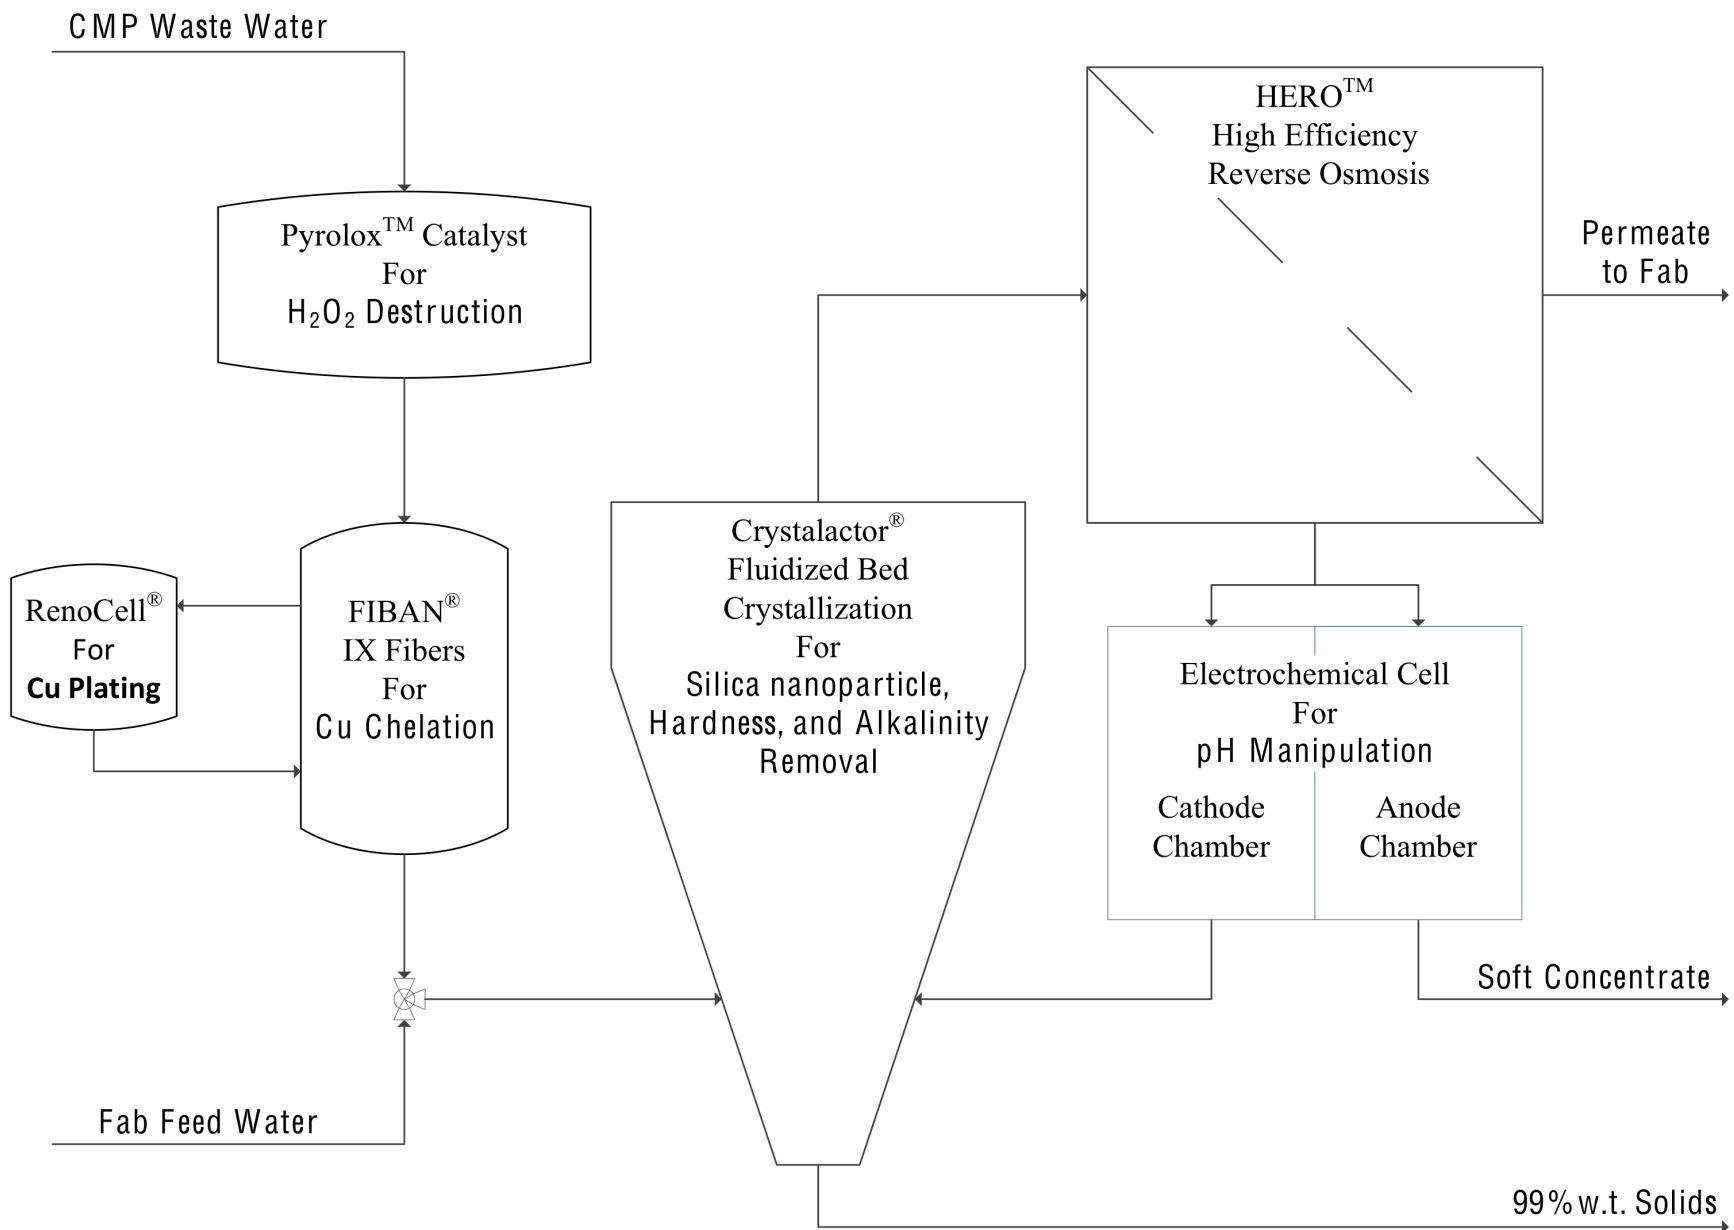 CMP Waste Water
Pyrolox™ Catalyst
For
H₂O₂ Destruction
RenoCell®
For
Cu Plating
FIBAN®
IX Fibers
For
Cu Chelation
Fab Feed Water
Crystalactor®
Fluidized Bed
Crystallization
For
Silica nanoparticle,
Hardness, and Alkalinity
Removal
HERO™
High Efficiency
Reverse Osmosis
Permeate
to Fab
Electrochemical Cell
For
pH Manipulation
Cathode
Chamber
Anode
Chamber
Soft Concentrate
99%w.t. Solids